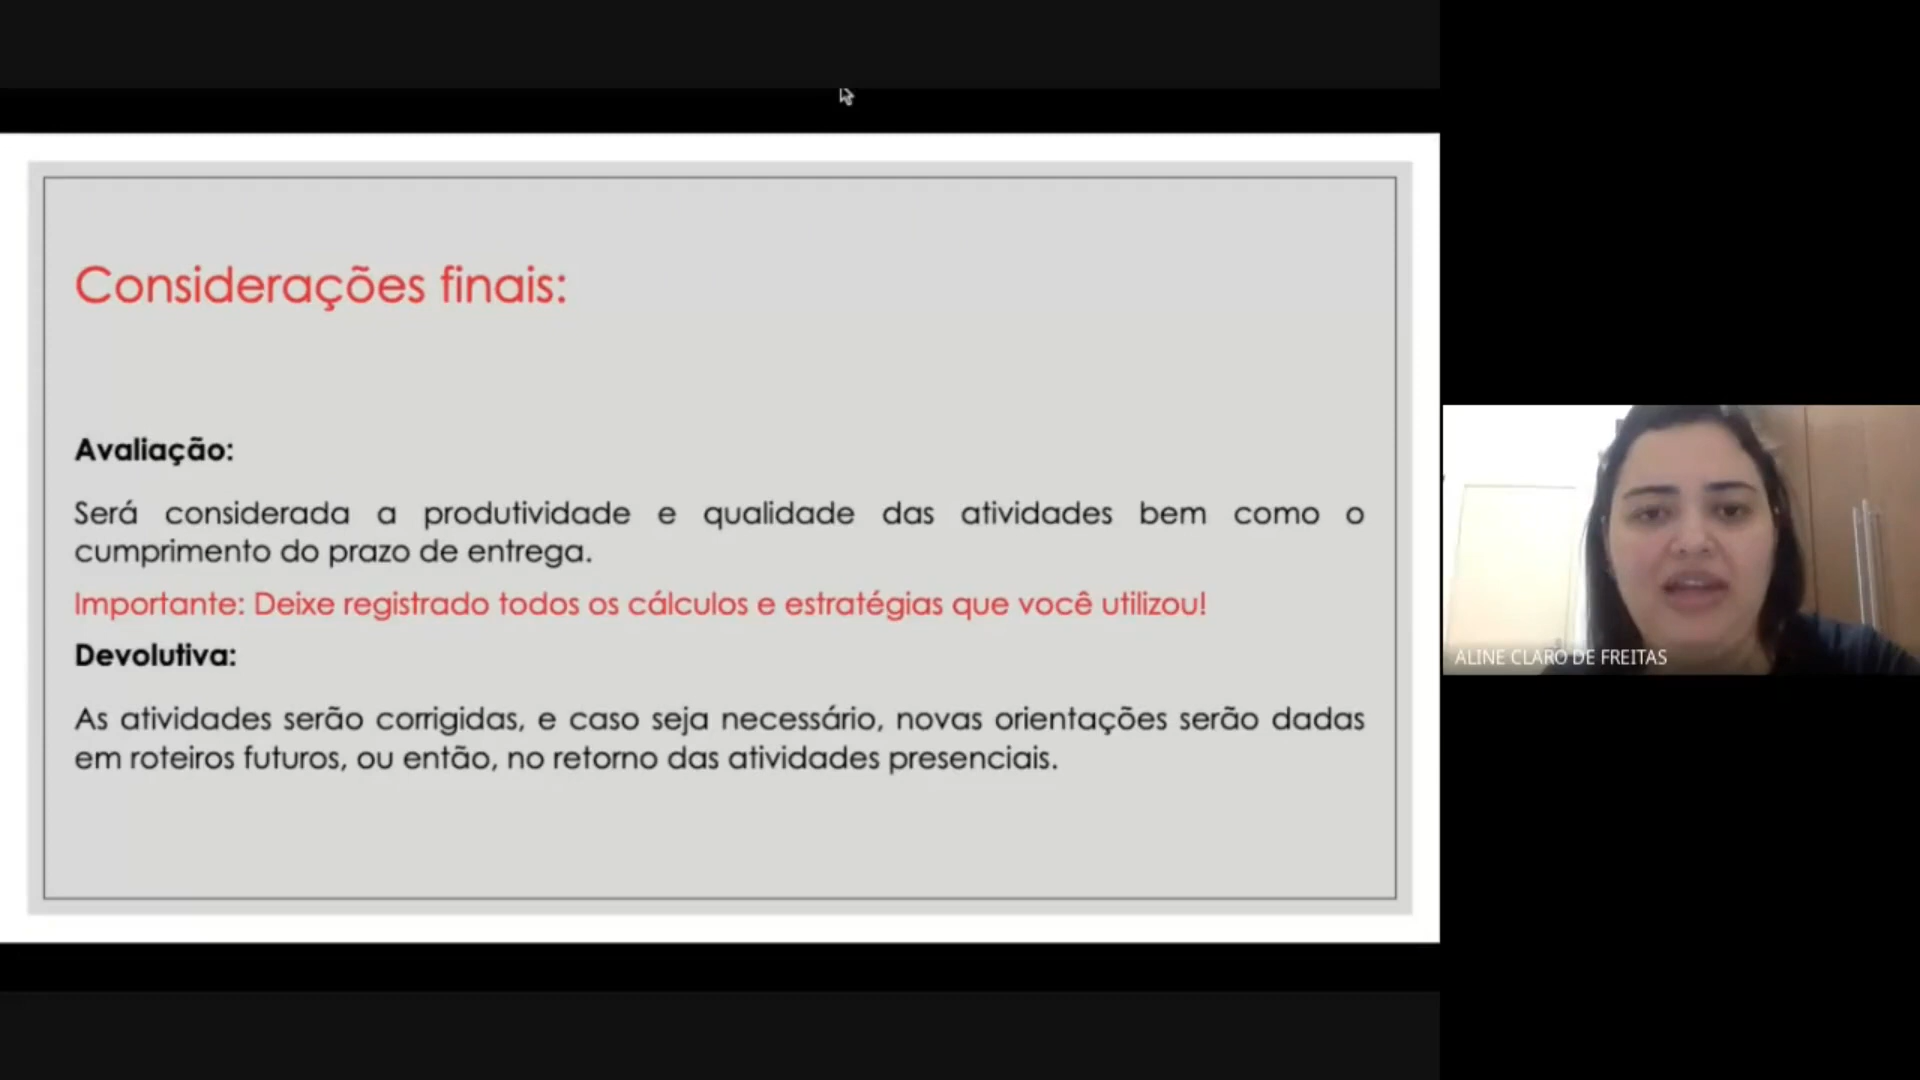 Considerações finais:
Avaliação:
Será considerada a produtividade e qualidade das atividades bem como o
cumprimento do prazo de entrega.
Importante: Deixe registrado todos os cálculos e estratégias que você utilizou!
Devolutiva:
As atividades serão corrigidas, e caso seja necessário, novas orientações serão dadas
em roteiros futuros, ou então, no retorno das atividades presenciais.
ALINE CLARO DE FREITAS